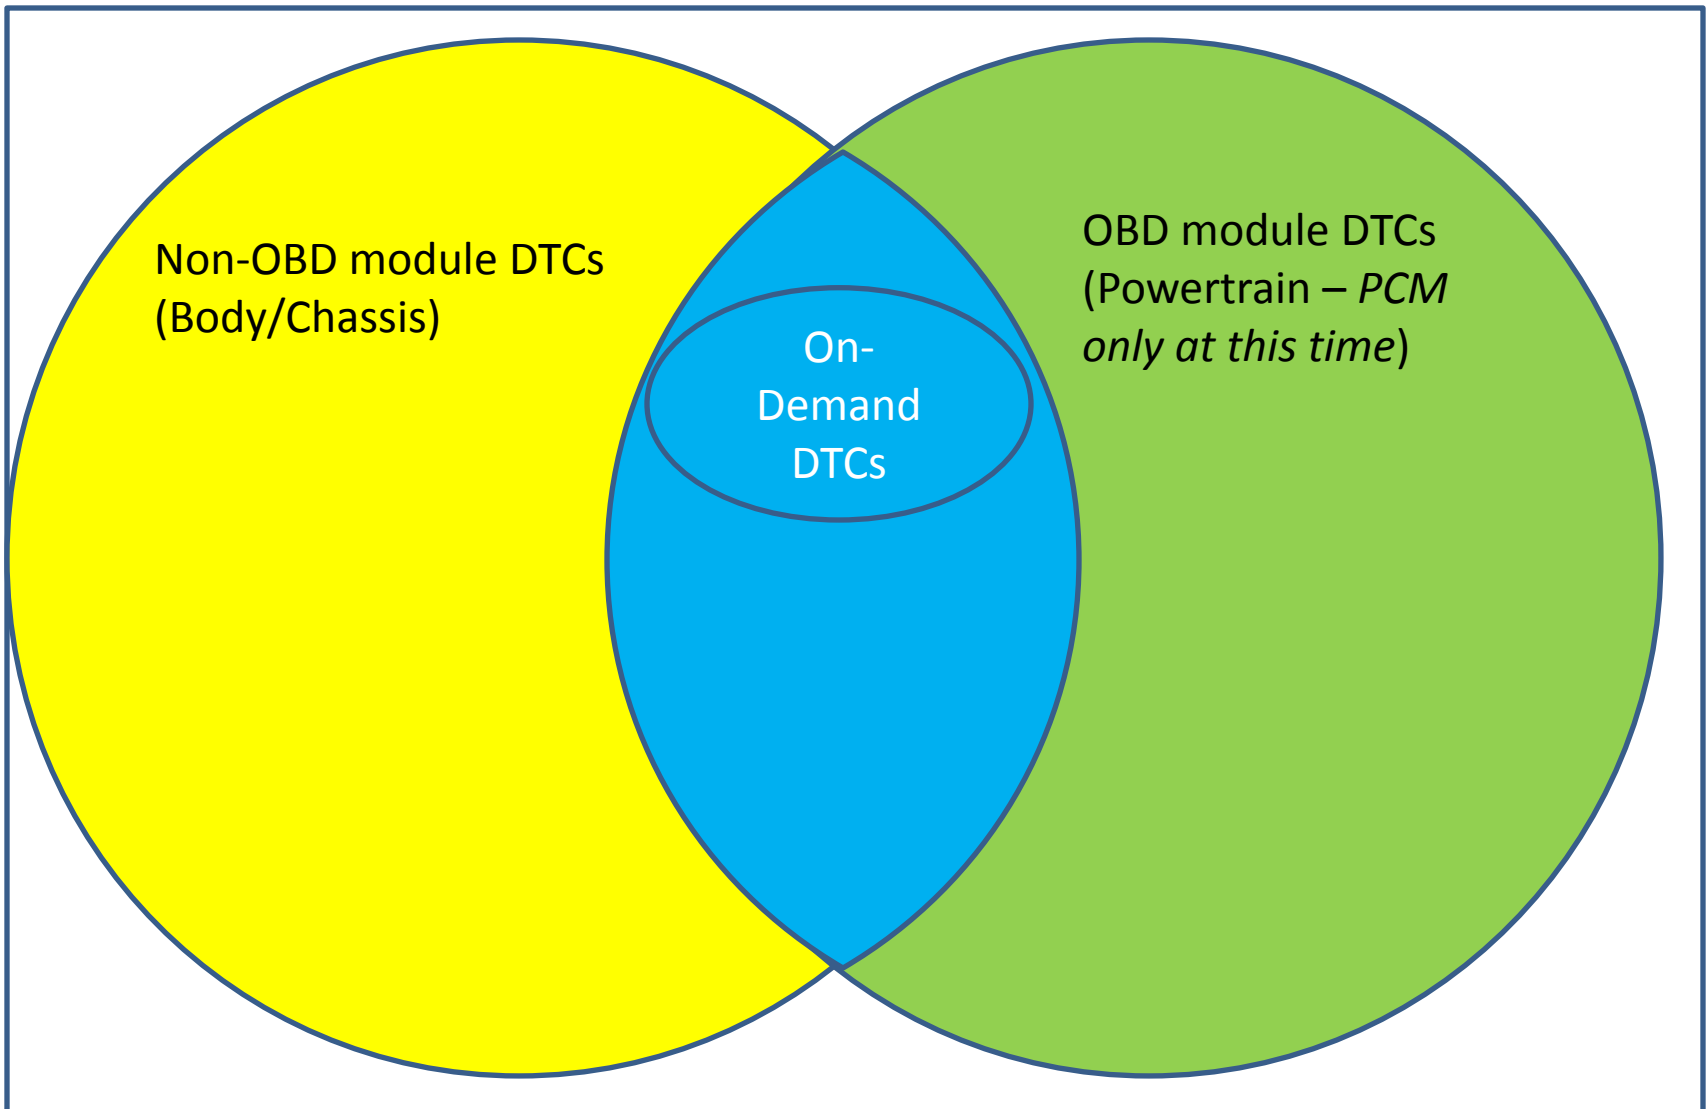 Non-OBD module DTCs
(Body/Chassis)
On-
Demand
DTCs
OBD module DTCs
(Powertrain – PCM
only at this time)